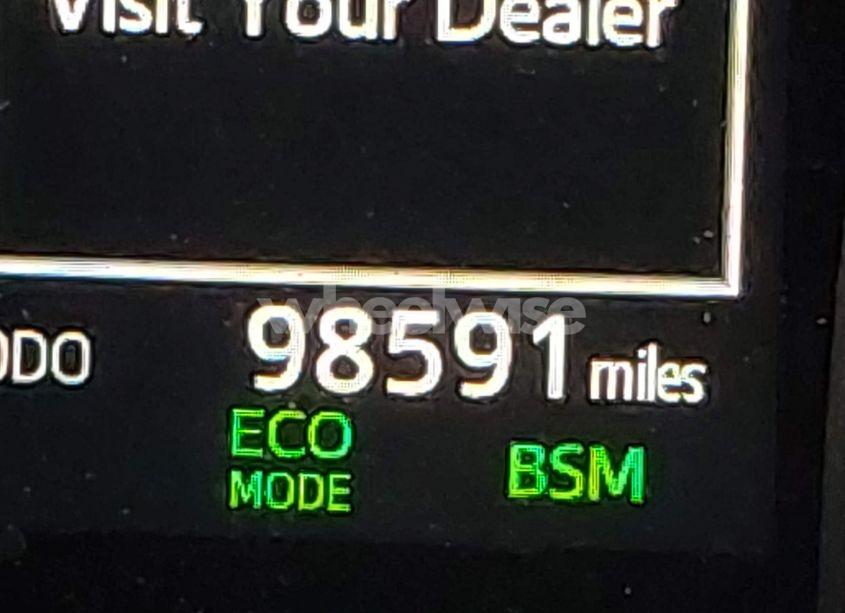 Visit Your Dealer
wheelwise
ODO 98591 miles
ECO
MODE
BSM